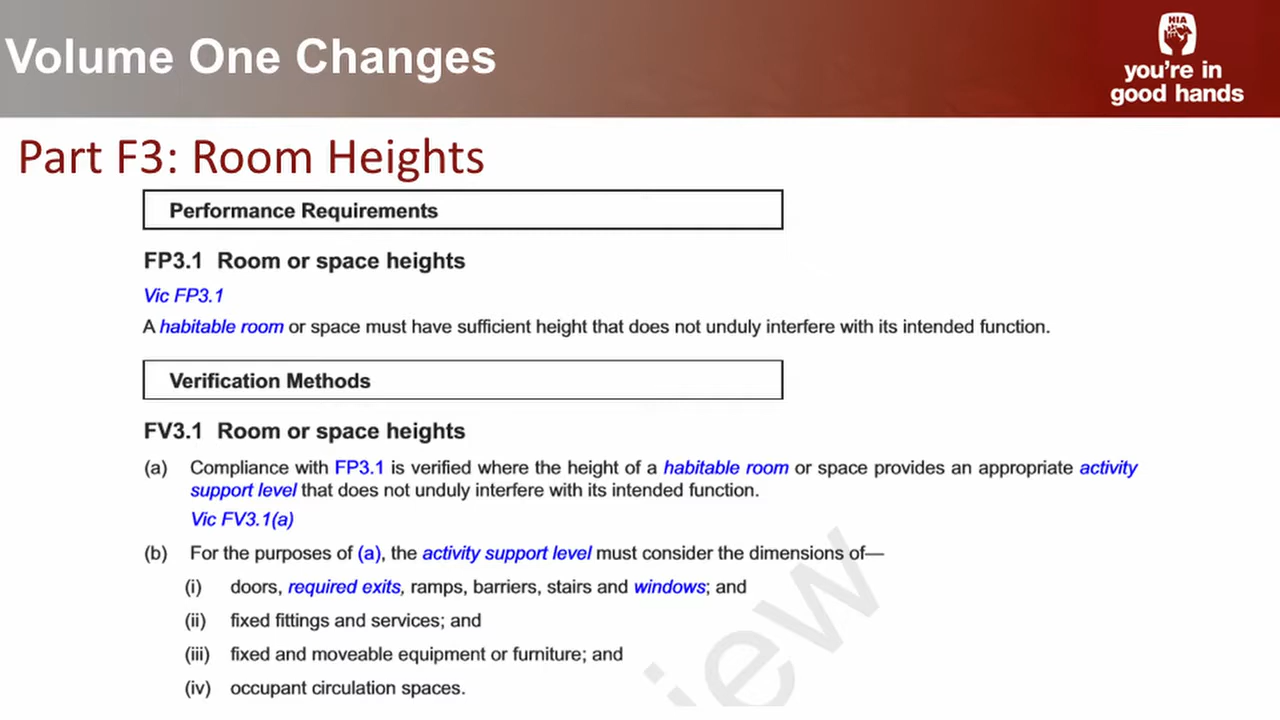 Volume One Changes
HIA
you're in
good hands
Part F3: Room Heights
Performance Requirements
FP3.1 Room or space heights
Vic FP3.1
A habitable room or space must have sufficient height that does not unduly interfere with its intended function.
Verification Methods
FV3.1 Room or space heights
(a) Compliance with FP3.1 is verified where the height of a habitable room or space provides an appropriate activity
support level that does not unduly interfere with its intended function.
Vic FV3.1(a)
(b) For the purposes of (a), the activity support level must consider the dimensions of—
(i) doors, required exits, ramps, barriers, stairs and windows; and
(ii) fixed fittings and services; and
(iii) fixed and moveable equipment or furniture; and
(iv) occupant circulation spaces.